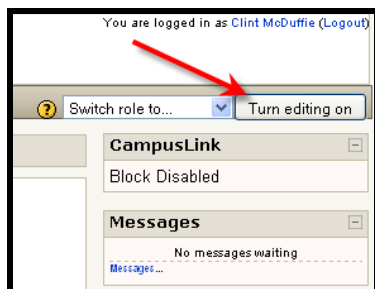 You are logged in as Clint McDuffie (Logout)
? Switch role to... Turn editing on
CampusLink
Block Disabled
Messages
No messages waiting
Messages...